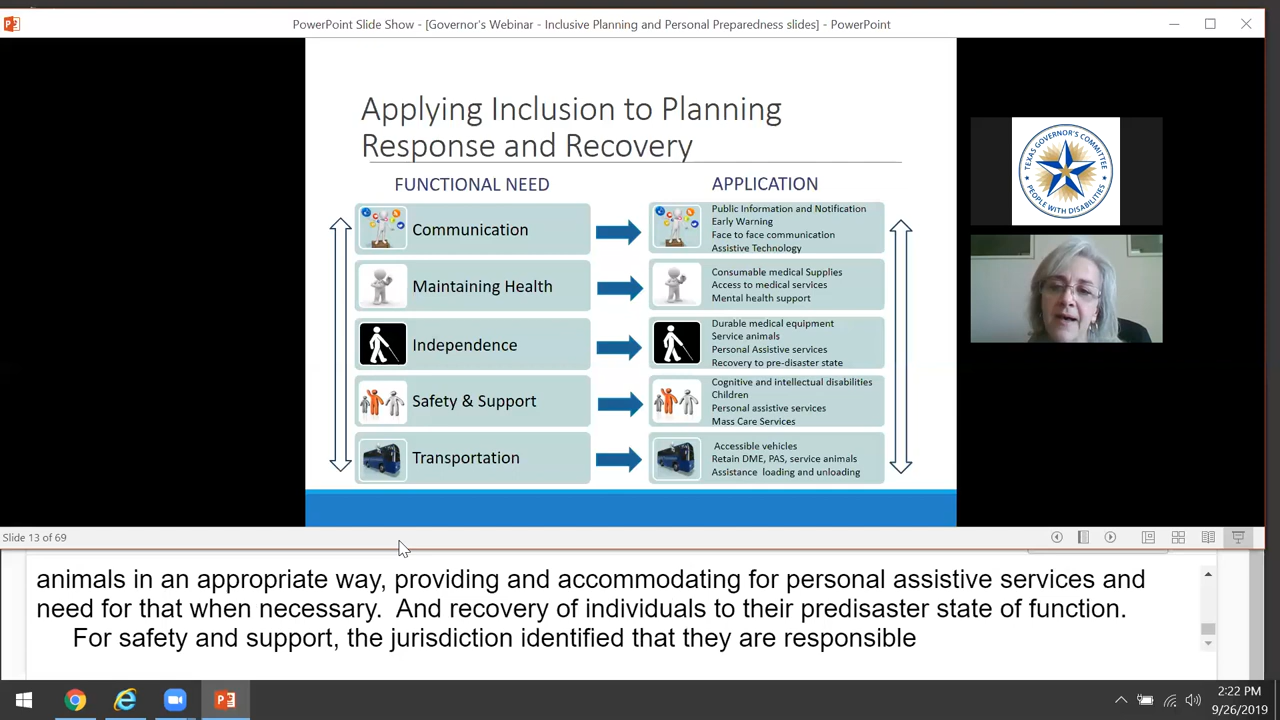 PowerPoint Slide Show - [Governor's Webinar - Inclusive Planning and Personal Preparedness slides] - PowerPoint
Applying Inclusion to Planning
Response and Recovery
FUNCTIONAL NEED
APPLICATION
Communication
Public Information and Notification
Early Warning
Face to face communication
Assistive Technology
Maintaining Health
Consumable medical Supplies
Access to medical services
Mental health support
Independence
Durable medical equipment
Service animals
Personal Assistive services
Recovery to pre-disaster state
Safety & Support
Cognitive and intellectual disabilities
Children
Personal assistive services
Mass Care Services
Transportation
Accessible vehicles
Retain DME, PAS, service animals
Assistance loading and unloading
TEXAS GOVERNOR'S COMMITTEE
PEOPLE WITH DISABILITIES
Slide 13 of 69
animals in an appropriate way, providing and accommodating for personal assistive services and
need for that when necessary. And recovery of individuals to their predisaster state of function.
For safety and support, the jurisdiction identified that they are responsible
2:22 PM
9/26/2019